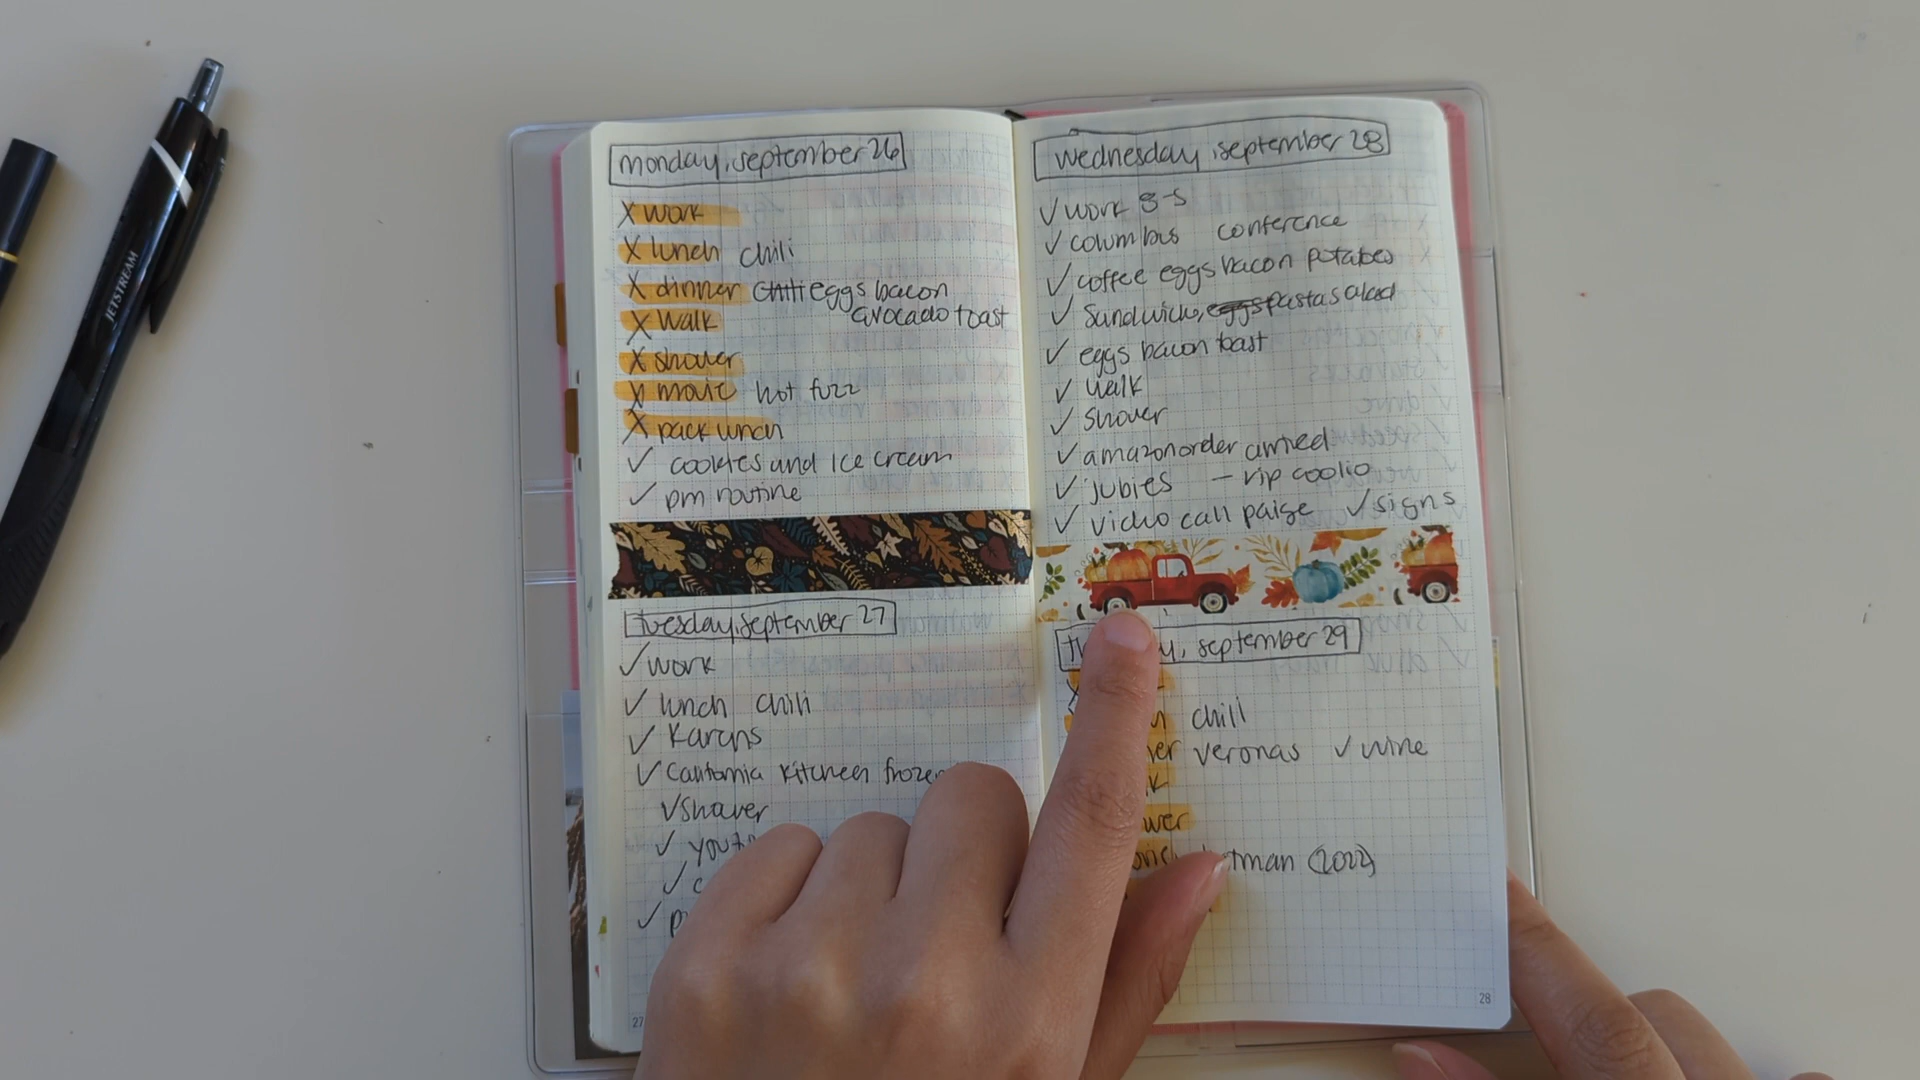 JETSTREAM
monday, september 26
X work
X lunch chili
X dinner chili eggs bacon
avocado toast
X walk
X shower
X movie hot fuzz
X pack lunch
✓ cookies and ice cream
✓ pm routine
tuesday, september 27
✓ work
✓ lunch chili
✓ Karyns
✓ California kitchen
✓ shower
27
wednesday, september 28
✓ work 8-5
✓ columbus conference
✓ coffee eggs bacon potatoes
✓ Sandwich, eggs pasta salad
✓ eggs bacon toast
✓ walk
✓ shower
✓ amazon order arrived
✓ jubies - rip coolio
✓ video call paige ✓ signs
september 29
chili
veronas ✓ wine
(2022)
28